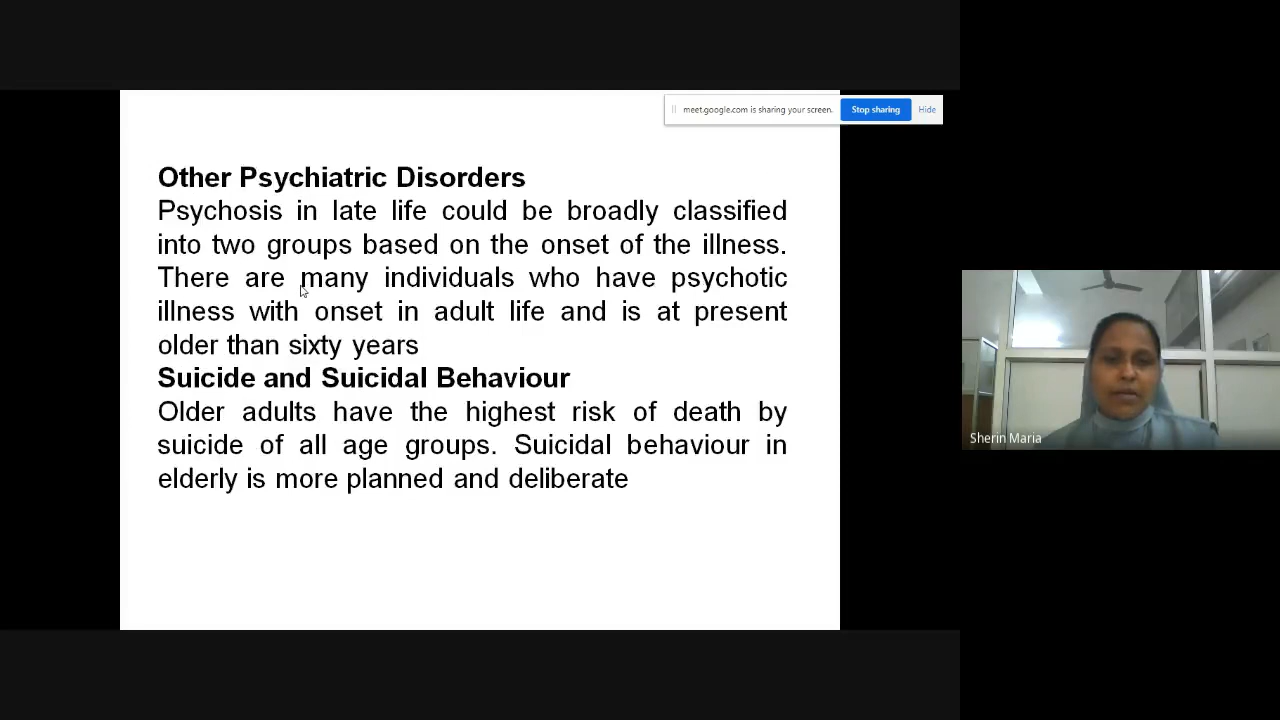 meet.google.com is sharing your screen.
Stop sharing
Hide
Other Psychiatric Disorders
Psychosis in late life could be broadly classified
into two groups based on the onset of the illness.
There are many individuals who have psychotic
illness with onset in adult life and is at present
older than sixty years
Suicide and Suicidal Behaviour
Older adults have the highest risk of death by
suicide of all age groups. Suicidal behaviour in
elderly is more planned and deliberate
Sherin Maria